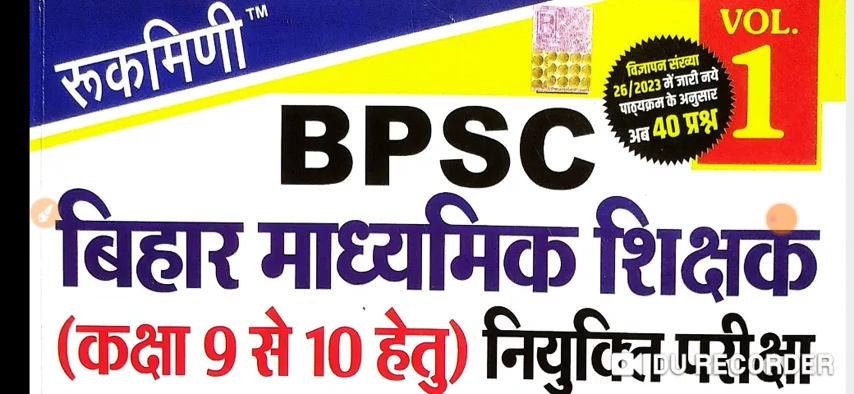 रूकमिणी™
VOL.
1
विज्ञापन संख्या
26/2023 में जारी नये
पाठ्यक्रम के अनुसार
अब 40 प्रश्न
BPSC
बिहार माध्यमिक शिक्षक
(कक्षा 9 से 10 हेतु) नियुक्ति परीक्षा
DU RECORDER